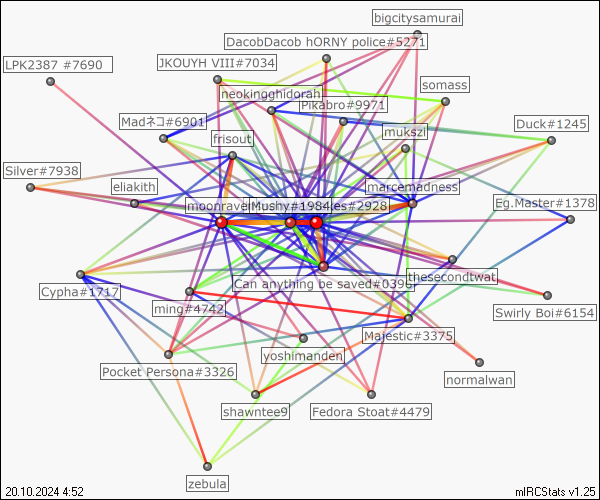 bigcitysamurai
DacobDacob hORNY police#5271
LPK2387 #7690
JKOUYH VIII#7034
somass
neokingghidorah
Pikabro#9971
Madネコ#6901
Duck#1245
mukszi
frisout
Silver#7938
eliakith
marcemadness
moonraver
Mushy#1984
es#2928
Eg.Master#1378
Can anything be saved#0396
thesecondtwat
Cypha#1717
ming#4742
Swirly Boi#6154
Majestic#3375
yoshimanden
Pocket Persona#3326
normalwan
shawntee9
Fedora Stoat#4479
zebula
20.10.2024 4:52
mIRCStats v1.25